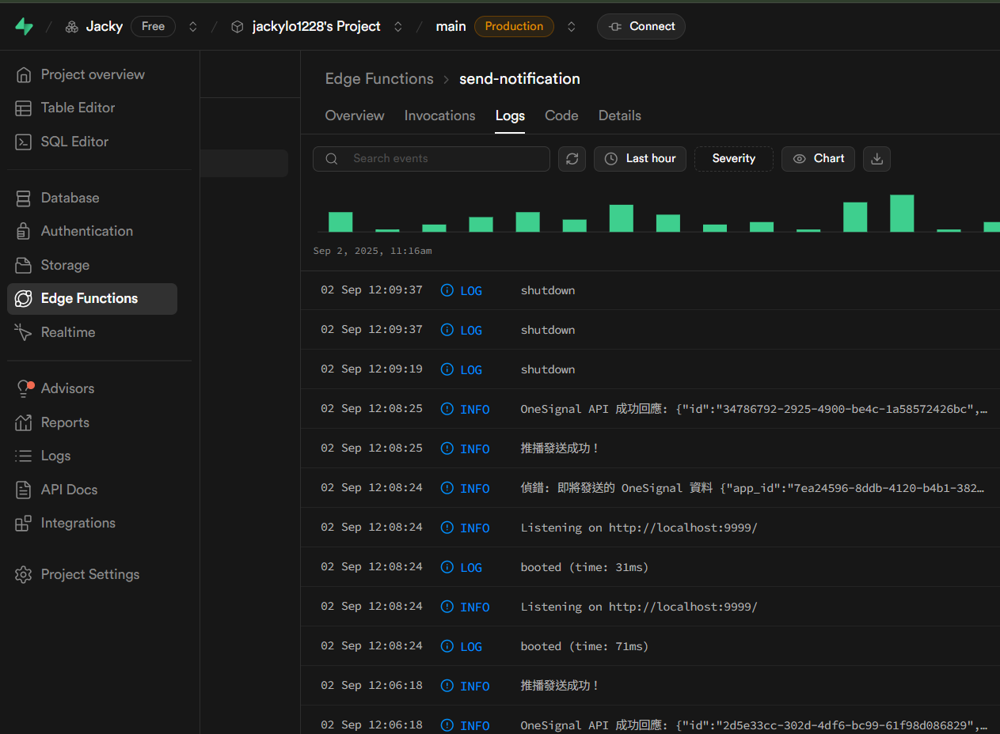 Jacky Free jackylo1228's Project main Production Connect
Project overview
Table Editor
SQL Editor
Database
Authentication
Storage
Edge Functions
Realtime
Advisors
Reports
Logs
API Docs
Integrations
Project Settings
Edge Functions > send-notification
Overview Invocations Logs Code Details
Search events Last hour Severity Chart
Sep 2, 2025, 11:16am
02 Sep 12:09:37 LOG shutdown
02 Sep 12:09:37 LOG shutdown
02 Sep 12:09:19 LOG shutdown
02 Sep 12:08:25 INFO OneSignal API 成功回應: {"id":"34786792-2925-4900-be4c-1a58572426bc",…
02 Sep 12:08:25 INFO 推播發送成功！
02 Sep 12:08:24 INFO 偵錯: 即將發送的 OneSignal 資料 {"app_id":"7ea24596-8ddb-4120-b4b1-382…
02 Sep 12:08:24 INFO Listening on http://localhost:9999/
02 Sep 12:08:24 LOG booted (time: 31ms)
02 Sep 12:08:24 INFO Listening on http://localhost:9999/
02 Sep 12:08:24 LOG booted (time: 71ms)
02 Sep 12:06:18 INFO 推播發送成功！
02 Sep 12:06:18 INFO OneSignal API 成功回應: {"id":"2d5e33cc-302d-4df6-bc99-61f98d086829",…